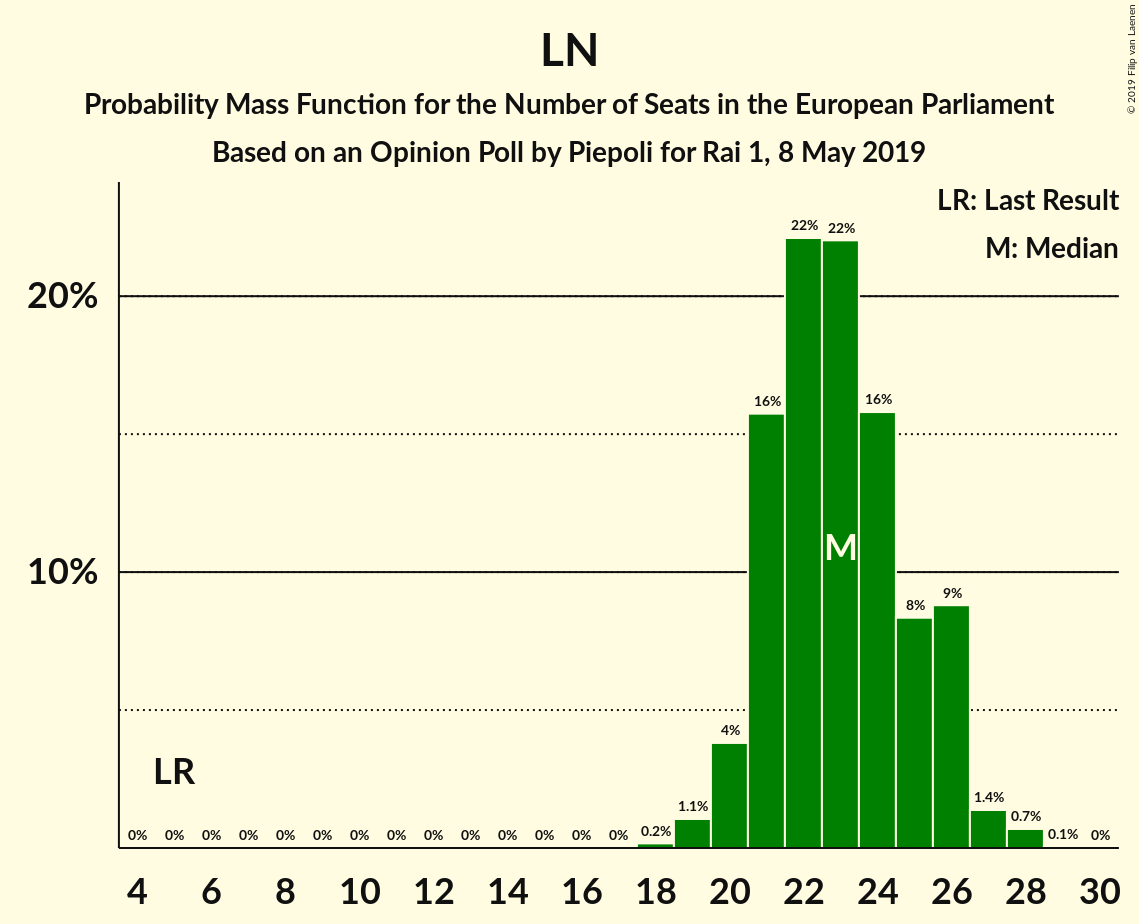 LN
Probability Mass Function for the Number of Seats in the European Parliament
Based on an Opinion Poll by Piepoli for Rai 1, 8 May 2019
© 2019 Filip van Laenen
LR: Last Result
M: Median
22% 22%
20%
16% 16%
M
10%
8% 9%
4%
LR
0% 0% 0% 0% 0% 0% 0% 0% 0% 0% 0% 0% 0% 0% 0.2% 1.1% 1.4% 0.7% 0.1% 0%
4 6 8 10 12 14 16 18 20 22 24 26 28 30